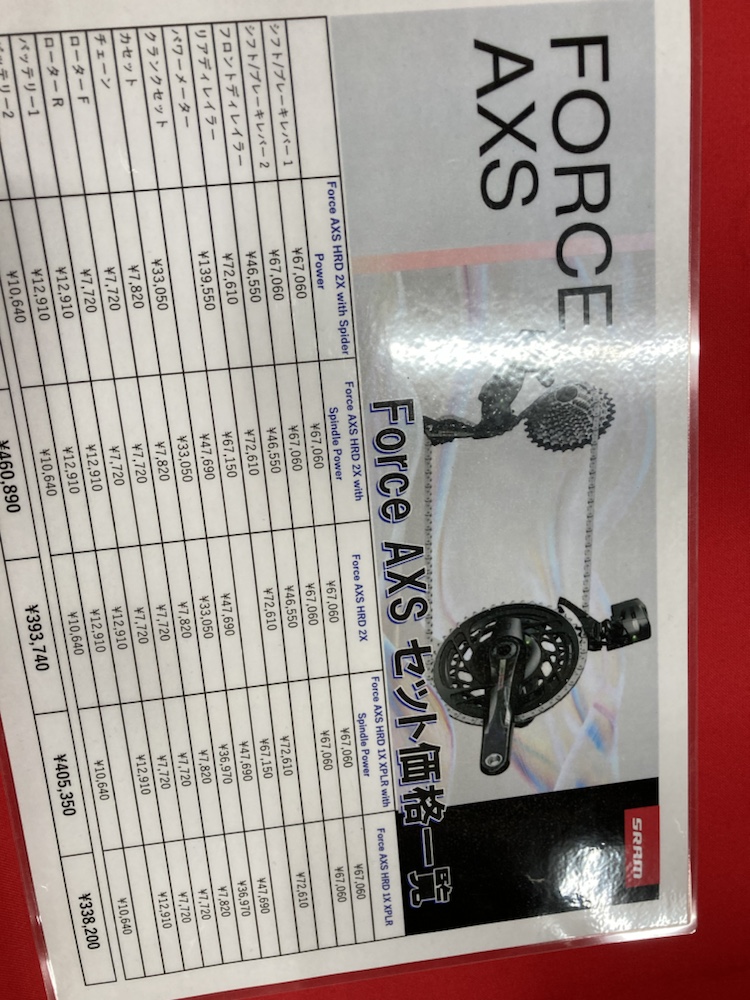 FORCE
AXS
SRAM
Force AXS セット価格一覧
Force AXS HRD 2X with Spider Power Force AXS HRD 2X with Spindle Power Force AXS HRD 2X Force AXS HRD 1X XPLR with Spindle Power Force AXS HRD 1X XPLR
シフト/ブレーキレバー 1 ¥67,060 ¥67,060 ¥67,060 ¥67,060 ¥67,060
シフト/ブレーキレバー 2 ¥67,060 ¥67,060 ¥67,060 ¥67,060 ¥67,060
フロントディレイラー ¥46,550 ¥46,550 ¥46,550
リアディレイラー ¥72,610 ¥72,610 ¥72,610 ¥72,610 ¥72,610
パワーメーター ¥139,550 ¥67,150 ¥67,150
クランクセット ¥47,690 ¥47,690 ¥47,690 ¥47,690
カセット ¥33,050 ¥33,050 ¥33,050 ¥36,970 ¥36,970
チェーン ¥7,820 ¥7,820 ¥7,820 ¥7,820 ¥7,820
ローターF ¥7,720 ¥7,720 ¥7,720 ¥7,720 ¥7,720
ローターR ¥7,720 ¥7,720 ¥7,720 ¥7,720 ¥7,720
バッテリー1 ¥12,910 ¥12,910 ¥12,910 ¥12,910 ¥12,910
バッテリー2 ¥12,910 ¥12,910 ¥12,910
¥10,640 ¥10,640 ¥10,640 ¥10,640 ¥10,640
¥460,890 ¥393,740 ¥405,350 ¥338,200